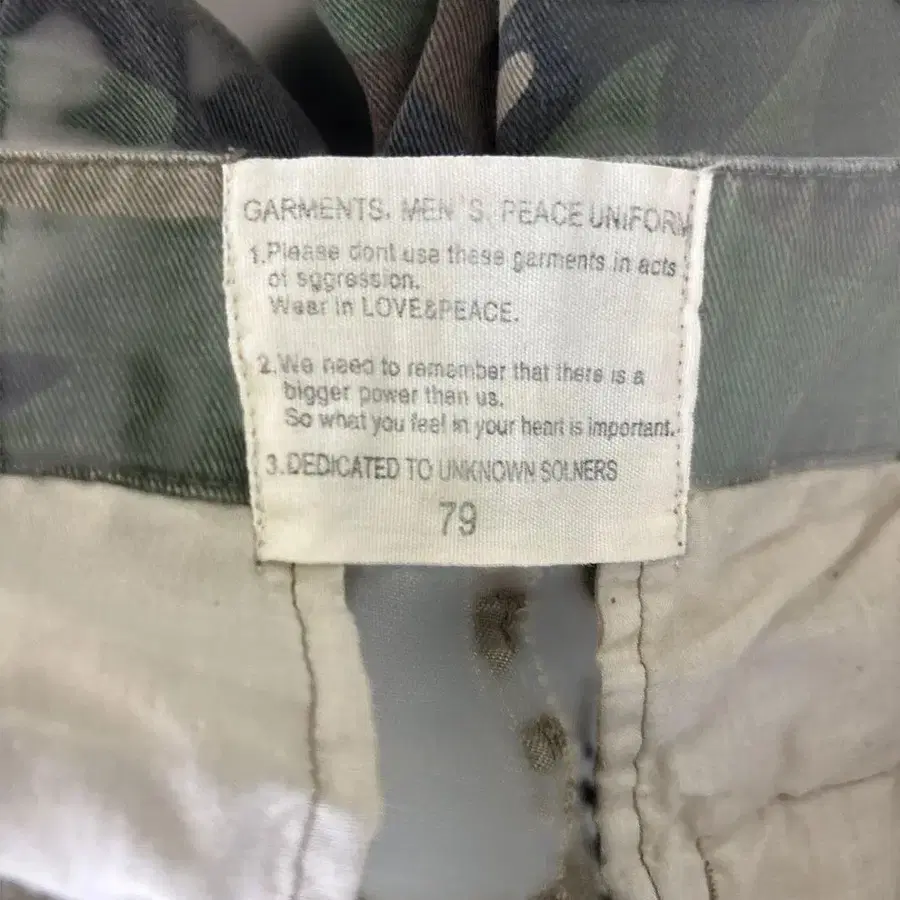 GARMENTS. MEN'S. PEACE UNIFORM
1.Please dont use these garments in acts
of sggression.
Wear in LOVE&PEACE.
2.We need to remember that there is a
bigger power than us.
So what you feel in your heart is important.
3.DEDICATED TO UNKNOWN SOLNERS
79